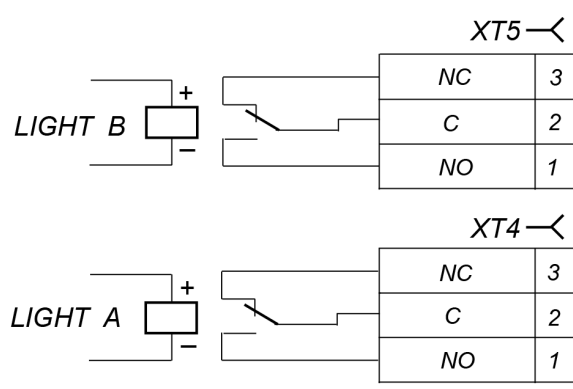 XT5
NC 3
+
LIGHT B
C 2
−
NO 1
XT4
NC 3
+
LIGHT A
C 2
−
NO 1